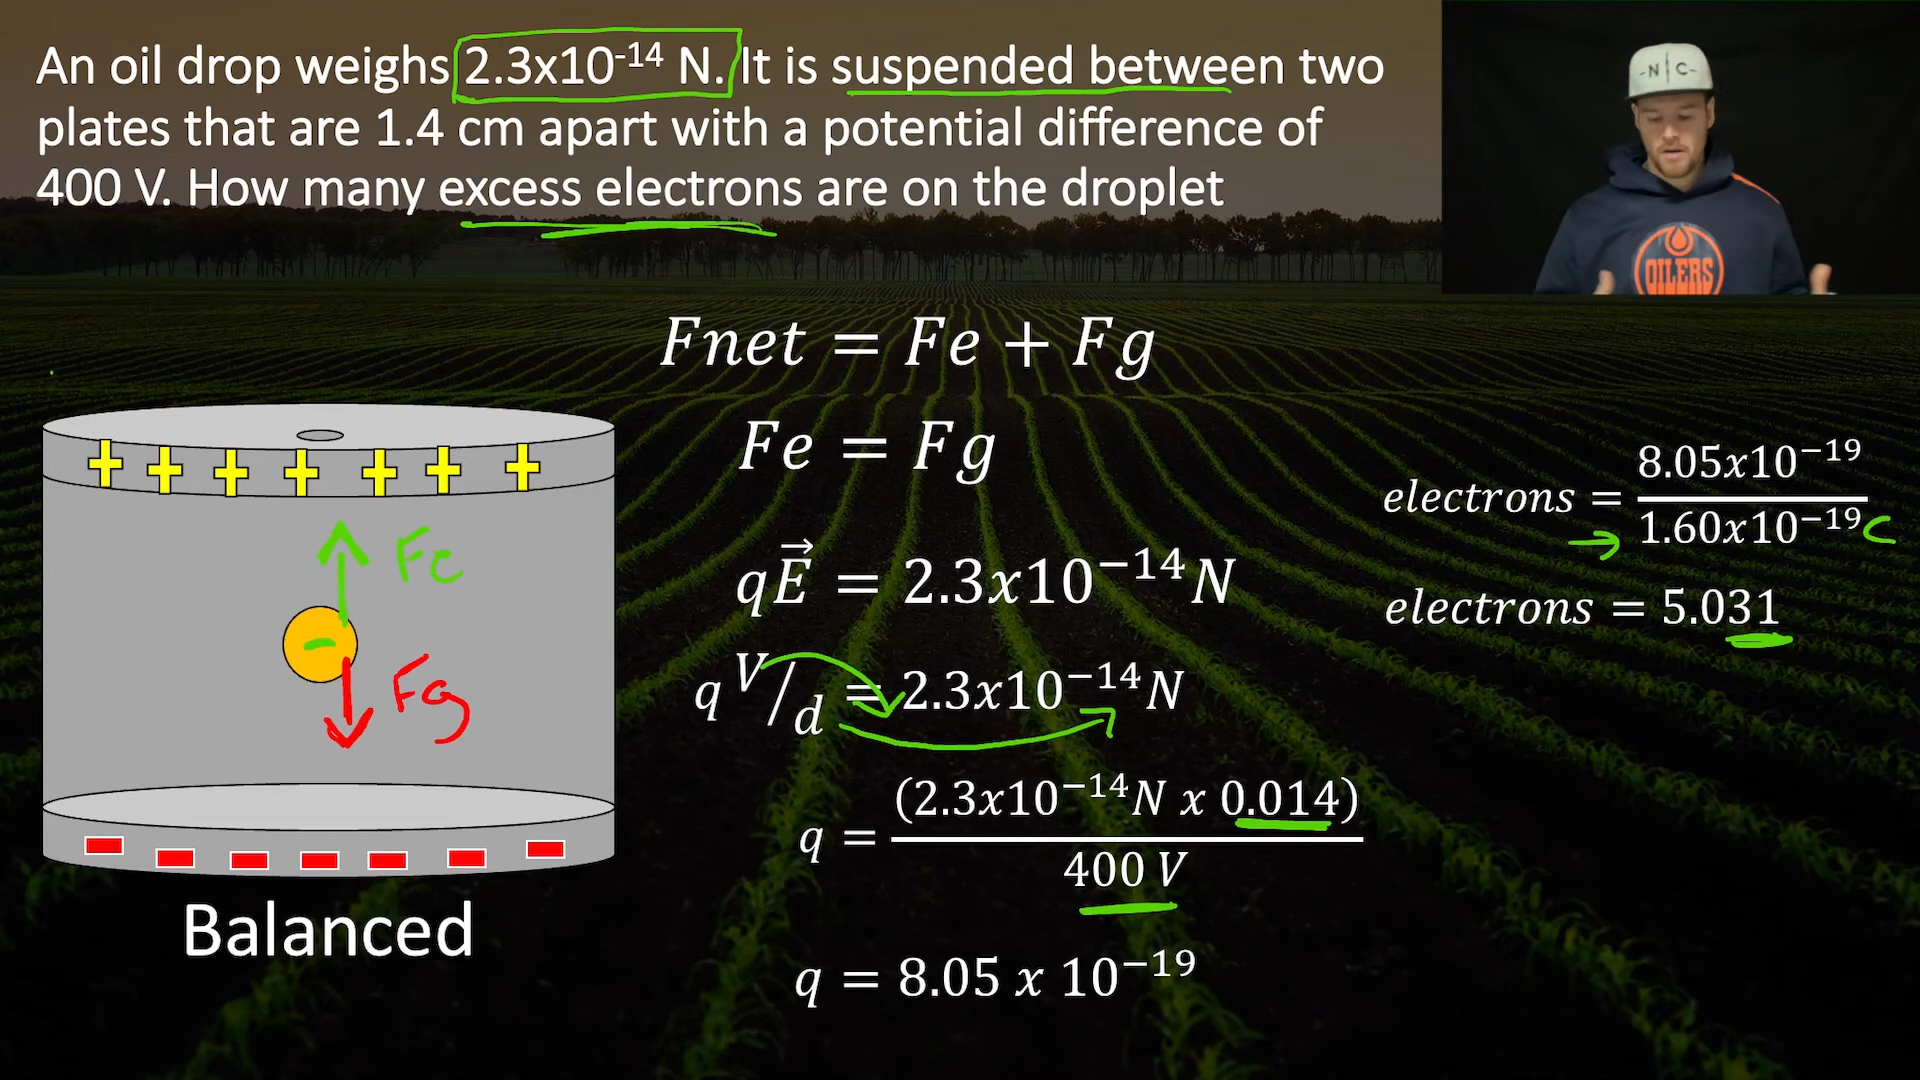 An oil drop weighs 2.3x10⁻¹⁴ N. It is suspended between two
plates that are 1.4 cm apart with a potential difference of
400 V. How many excess electrons are on the droplet
-N|C-
OILERS
Fnet = Fe + Fg
Fe = Fg
qE⃗ = 2.3x10⁻¹⁴N
q V/d = 2.3x10⁻¹⁴N
q = (2.3x10⁻¹⁴N x 0.014) / 400 V
q = 8.05 x 10⁻¹⁹
electrons = 8.05x10⁻¹⁹ / 1.60x10⁻¹⁹ C
electrons = 5.031
+ + + + + + +
Fe
-
Fg
- - - - - - -
Balanced